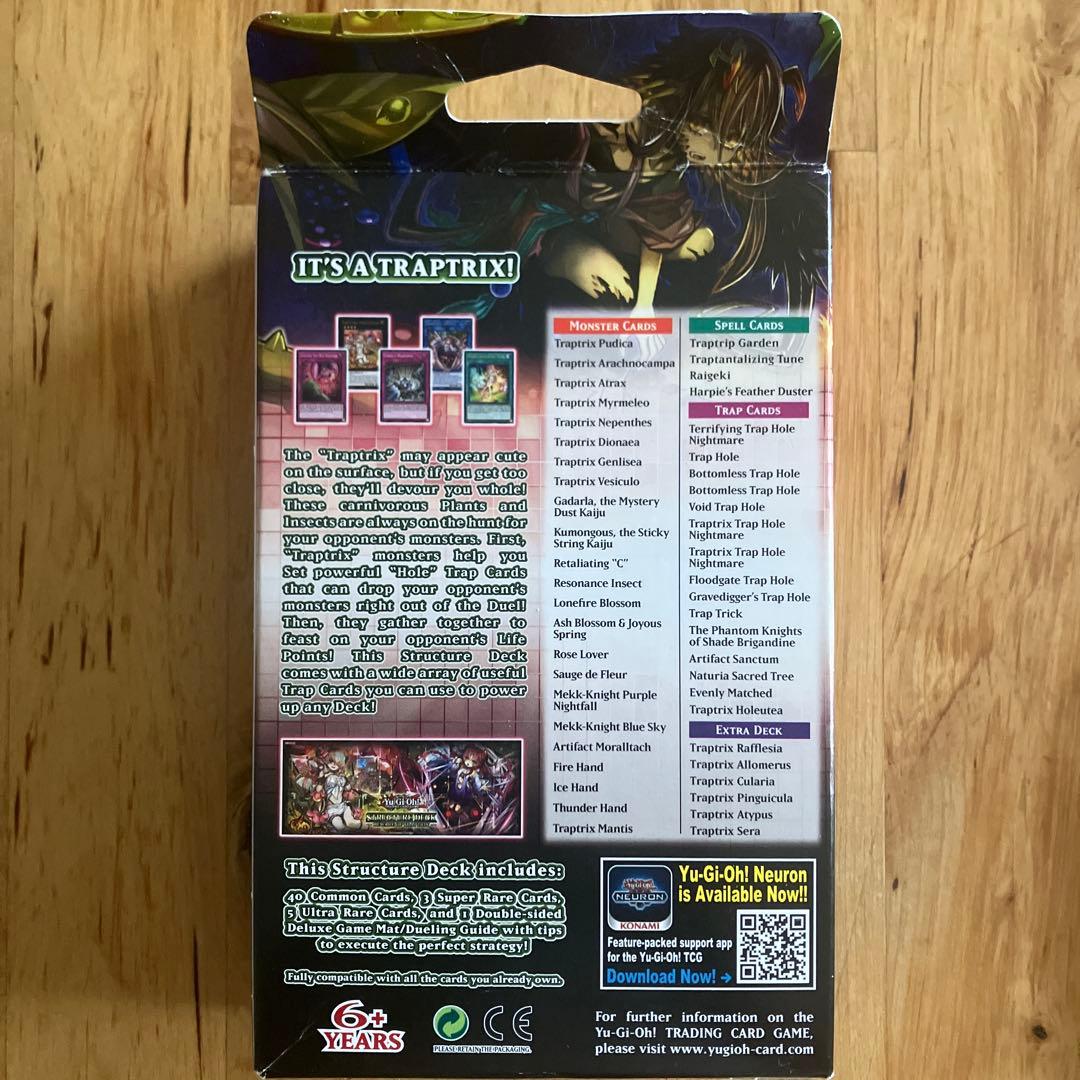 IT'S A TRAPTRIX!
The "Traptrix" may appear cute
on the surface, but if you get too
close, they'll devour you whole!
These carnivorous Plants and
Insects are always on the hunt for
your opponent's monsters. First,
"Traptrix" monsters help you
Set powerful "Hole" Trap Cards
that can drop your opponent's
monsters right out of the Duel!
Then, they gather together to
feast on your opponent's Life
Points! This Structure Deck
comes with a wide array of useful
Trap Cards you can use to power
up any Deck!
Yu-Gi-Oh!
STRUCTURE DECK
MONSTER CARDS
Traptrix Pudica
Traptrix Arachnocampa
Traptrix Atrax
Traptrix Myrmeleo
Traptrix Nepenthes
Traptrix Dionaea
Traptrix Genlisea
Traptrix Vesiculo
Gadarla, the Mystery
Dust Kaiju
Kumongous, the Sticky
String Kaiju
Retaliating "C"
Resonance Insect
Lonefire Blossom
Ash Blossom & Joyous
Spring
Rose Lover
Sauge de Fleur
Mekk-Knight Purple
Nightfall
Mekk-Knight Blue Sky
Artifact Moralltach
Fire Hand
Ice Hand
Thunder Hand
Traptrix Mantis
SPELL CARDS
Traptrip Garden
Traptantalizing Tune
Raigeki
Harpie's Feather Duster
TRAP CARDS
Terrifying Trap Hole
Nightmare
Trap Hole
Bottomless Trap Hole
Bottomless Trap Hole
Void Trap Hole
Traptrix Trap Hole
Nightmare
Traptrix Trap Hole
Nightmare
Floodgate Trap Hole
Gravedigger's Trap Hole
Trap Trick
The Phantom Knights
of Shade Brigandine
Artifact Sanctum
Naturia Sacred Tree
Evenly Matched
Traptrix Holeutea
EXTRA DECK
Traptrix Rafflesia
Traptrix Allomerus
Traptrix Cularia
Traptrix Pinguicula
Traptrix Atypus
Traptrix Sera
This Structure Deck includes:
40 Common Cards, 3 Super Rare Cards,
5 Ultra Rare Cards, and 1 Double-sided
Deluxe Game Mat/Dueling Guide with tips
to execute the perfect strategy!
Fully compatible with all the cards you already own.
6+
YEARS
CE
PLEASE RETAIN THE PACKAGING
Yu-Gi-Oh!
NEURON
KONAMI
Yu-Gi-Oh! Neuron
is Available Now!!
Feature-packed support app
for the Yu-Gi-Oh! TCG
Download Now! →
For further information on the
Yu-Gi-Oh! TRADING CARD GAME,
please visit www.yugioh-card.com